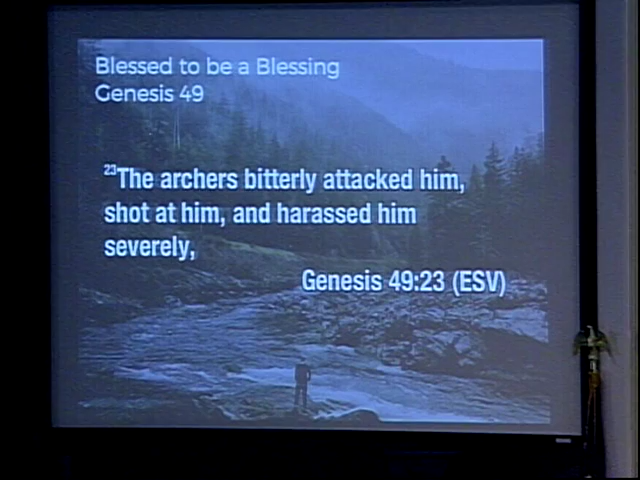 Blessed to be a Blessing
Genesis 49
23The archers bitterly attacked him,
shot at him, and harassed him
severely,
Genesis 49:23 (ESV)